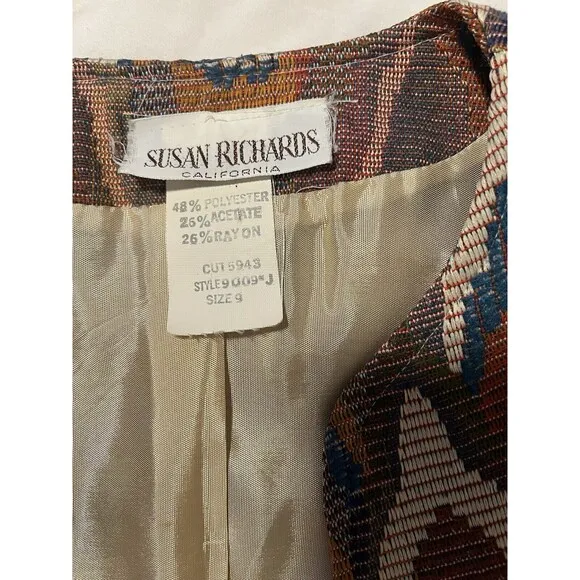 SUSAN RICHARDS
CALIFORNIA
48% POLYESTER
26% ACETATE
26% RAYON
CUT 5943
STYLE 9009*J
SIZE 9